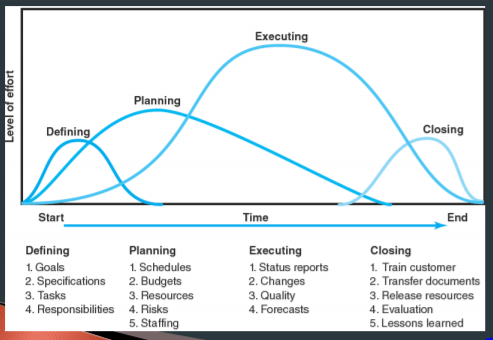 Executing
Planning
Defining
Closing
Level of effort
Start Time End
Defining
1. Goals
2. Specifications
3. Tasks
4. Responsibilities
Planning
1. Schedules
2. Budgets
3. Resources
4. Risks
5. Staffing
Executing
1. Status reports
2. Changes
3. Quality
4. Forecasts
Closing
1. Train customer
2. Transfer documents
3. Release resources
4. Evaluation
5. Lessons learned